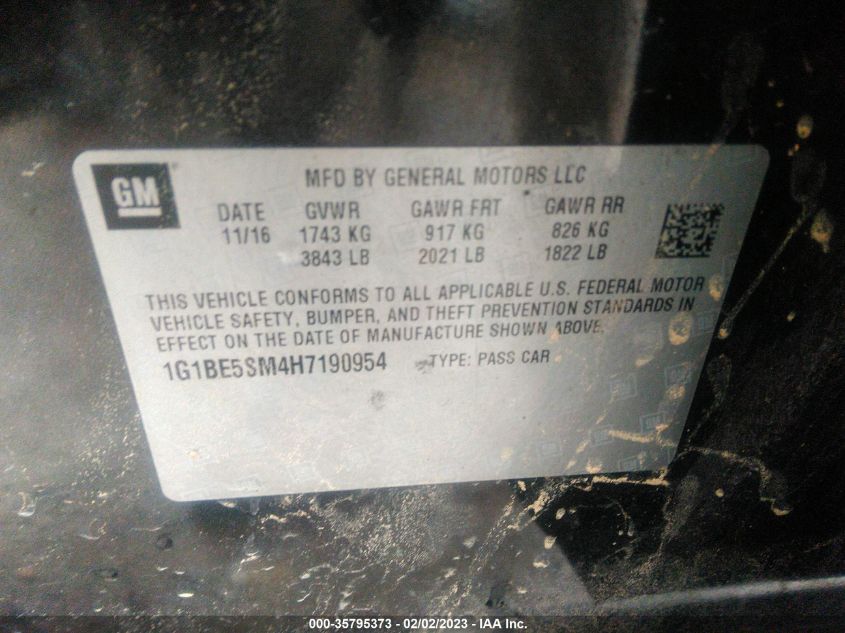 GM
MFD BY GENERAL MOTORS LLC
DATE GVWR GAWR FRT GAWR RR
11/16 1743 KG 917 KG 826 KG
3843 LB 2021 LB 1822 LB
THIS VEHICLE CONFORMS TO ALL APPLICABLE U.S. FEDERAL MOTOR
VEHICLE SAFETY, BUMPER, AND THEFT PREVENTION STANDARDS IN
EFFECT ON THE DATE OF MANUFACTURE SHOWN ABOVE.
1G1BE5SM4H7190954 TYPE: PASS CAR
000-35795373 — 02/02/2023 — IAA Inc.